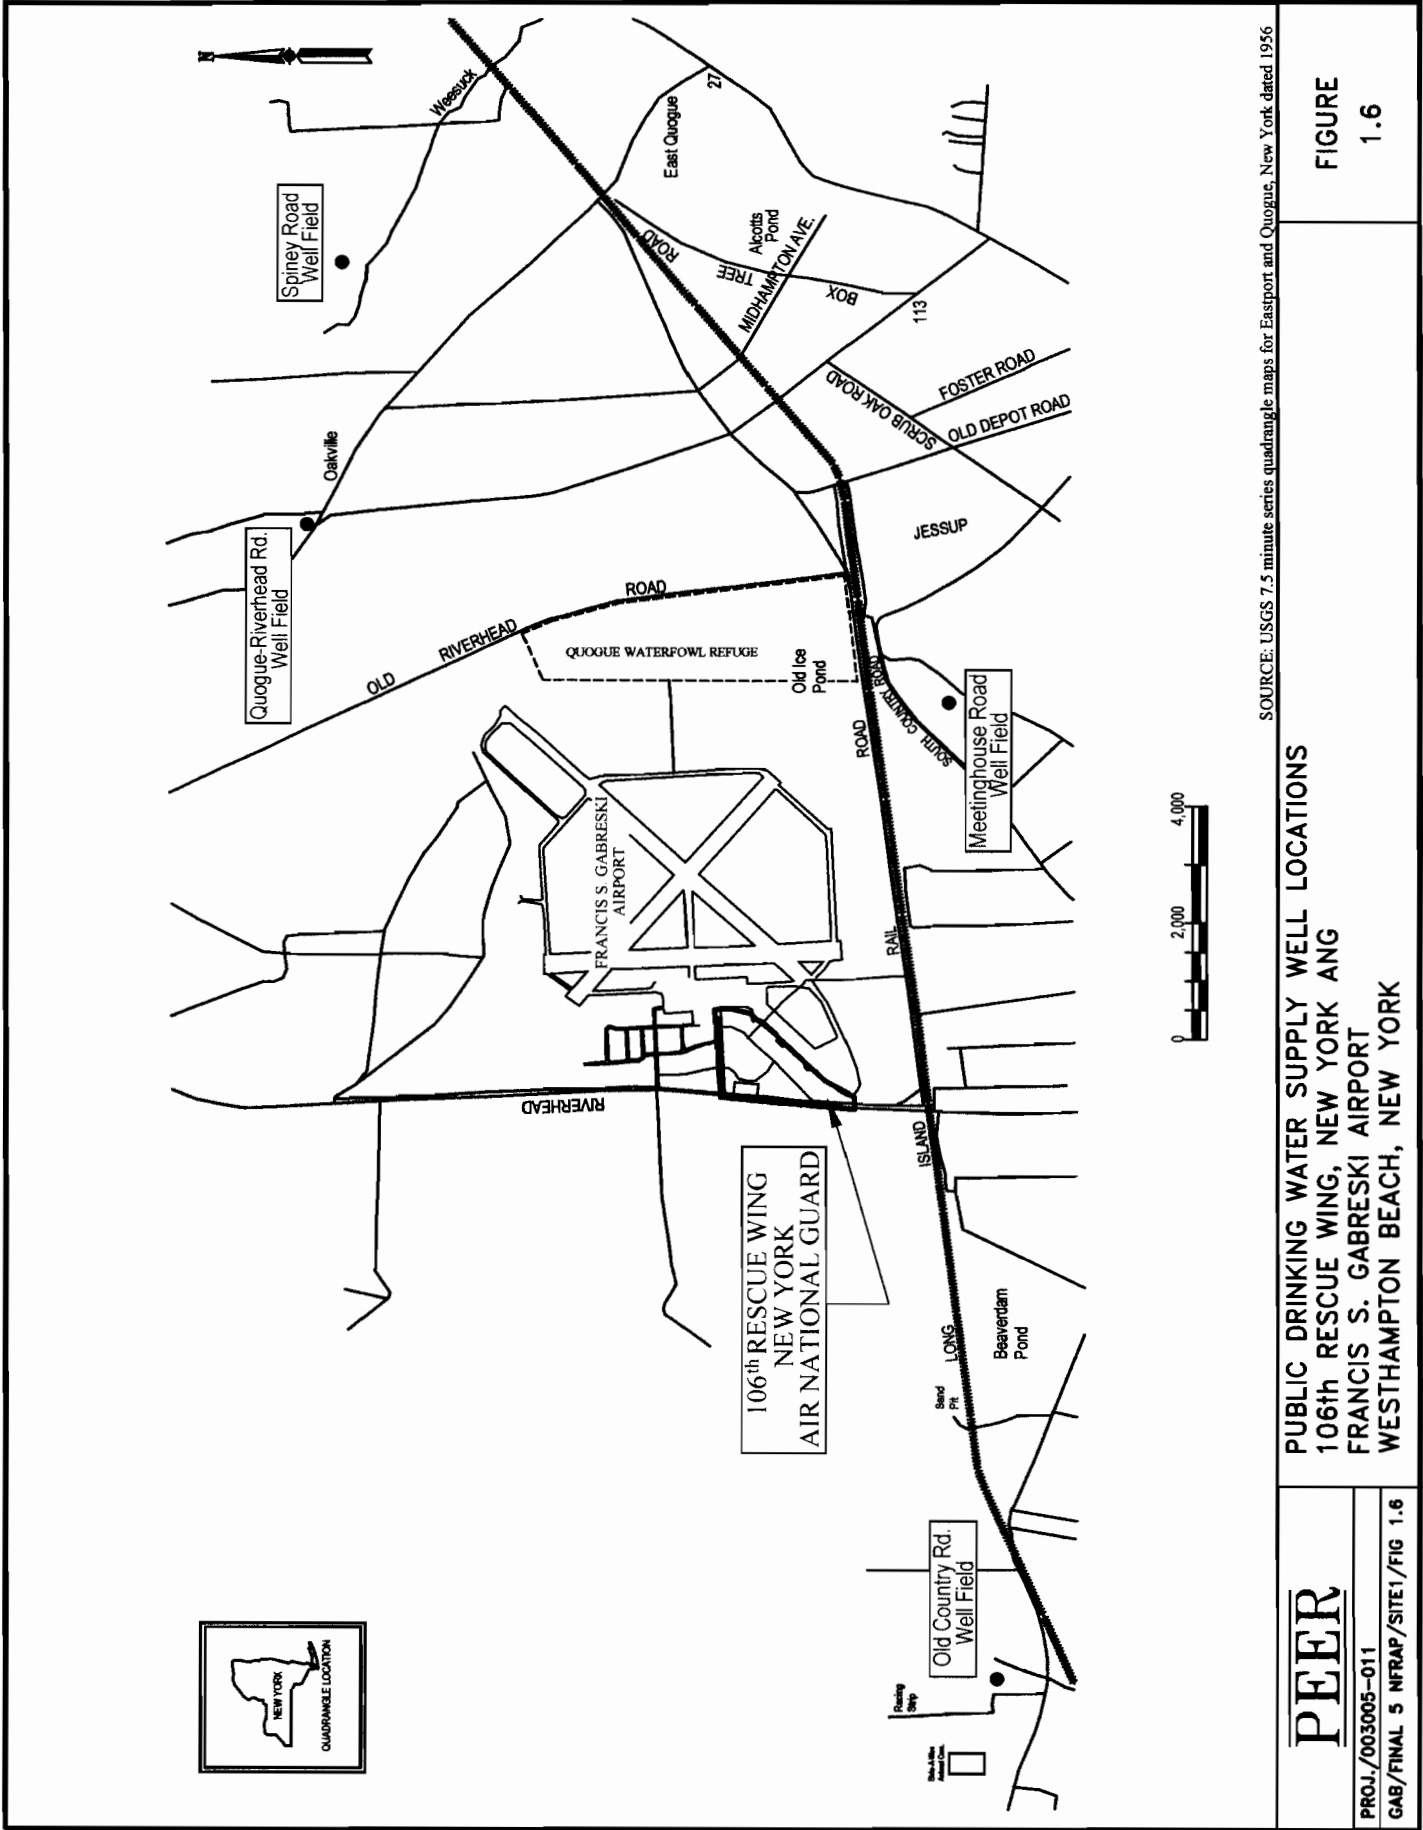 N
Weesuck
Spiney Road
Well Field
27
East Quogue
Alcotts
Pond
MIDHAMPTON AVE.
BOX
TREE
ROAD
113
Oakville
Quogue-Riverhead Rd.
Well Field
SCRUB OAK ROAD
FOSTER ROAD
OLD DEPOT ROAD
JESSUP
OLD
RIVERHEAD
ROAD
QUOGUE WATERFOWL REFUGE
Old Ice
Pond
SOUTH
COUNTRY
ROAD
Meetinghouse Road
Well Field
FRANCIS S. GABRESKI
AIRPORT
RIVERHEAD
LONG
ISLAND
RAIL
ROAD
106th RESCUE WING
NEW YORK
AIR NATIONAL GUARD
Beaverdam
Pond
Sand
Pit
Old Country Rd.
Well Field
Racing
Strip
NEW YORK
QUADRANGLE LOCATION
0
2,000
4,000
SOURCE: USGS 7.5 minute series quadrangle maps for Eastport and Quogue, New York dated 1956
PEER
PROJ./003005-011
GAB/FINAL 5 NFRAP/SITE1/FIG 1.6
PUBLIC DRINKING WATER SUPPLY WELL LOCATIONS
106th RESCUE WING, NEW YORK ANG
FRANCIS S. GABRESKI AIRPORT
WESTHAMPTON BEACH, NEW YORK
FIGURE
1.6